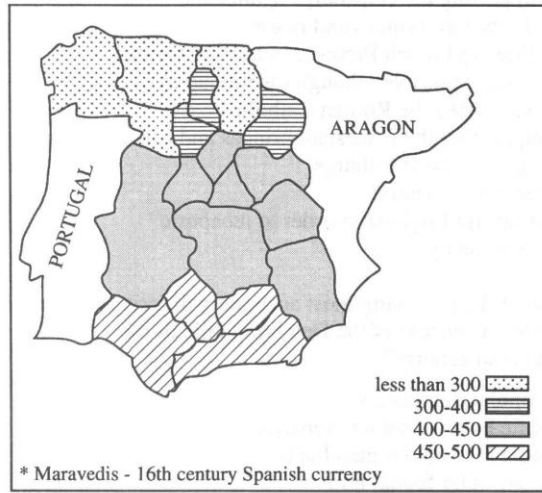 ARAGON
PORTUGAL
less than 300
300-400
400-450
450-500
* Maravedis - 16th century Spanish currency